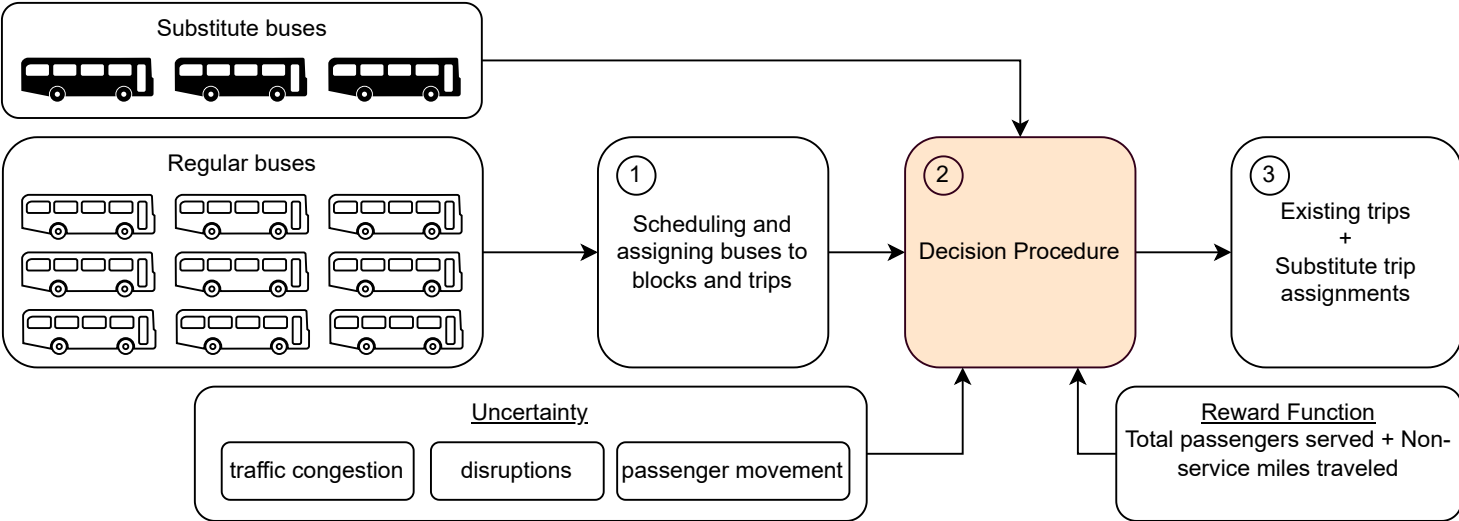 Substitute buses
Regular buses
1
Scheduling and
assigning buses to
blocks and trips
2
Decision Procedure
3
Existing trips
+
Substitute trip
assignments
Uncertainty
traffic congestion
disruptions
passenger movement
Reward Function
Total passengers served + Non-
service miles traveled